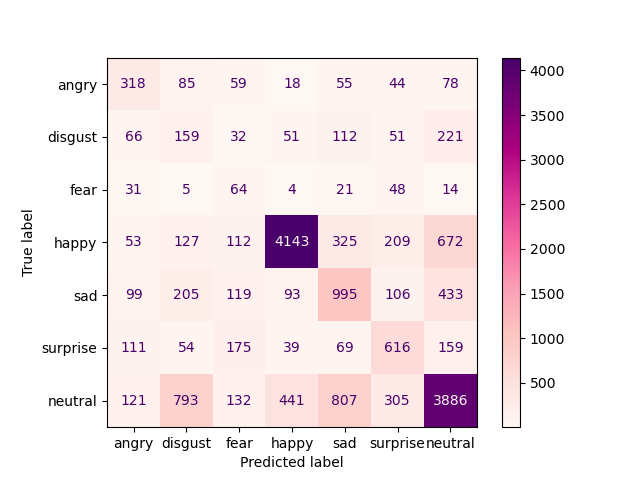 angry 318 85 59 18 55 44 78
disgust 66 159 32 51 112 51 221
fear 31 5 64 4 21 48 14
happy 53 127 112 4143 325 209 672
sad 99 205 119 93 995 106 433
surprise 111 54 175 39 69 616 159
neutral 121 793 132 441 807 305 3886
angry disgust fear happy sad surprise neutral
Predicted label
True label
4000
3500
3000
2500
2000
1500
1000
500